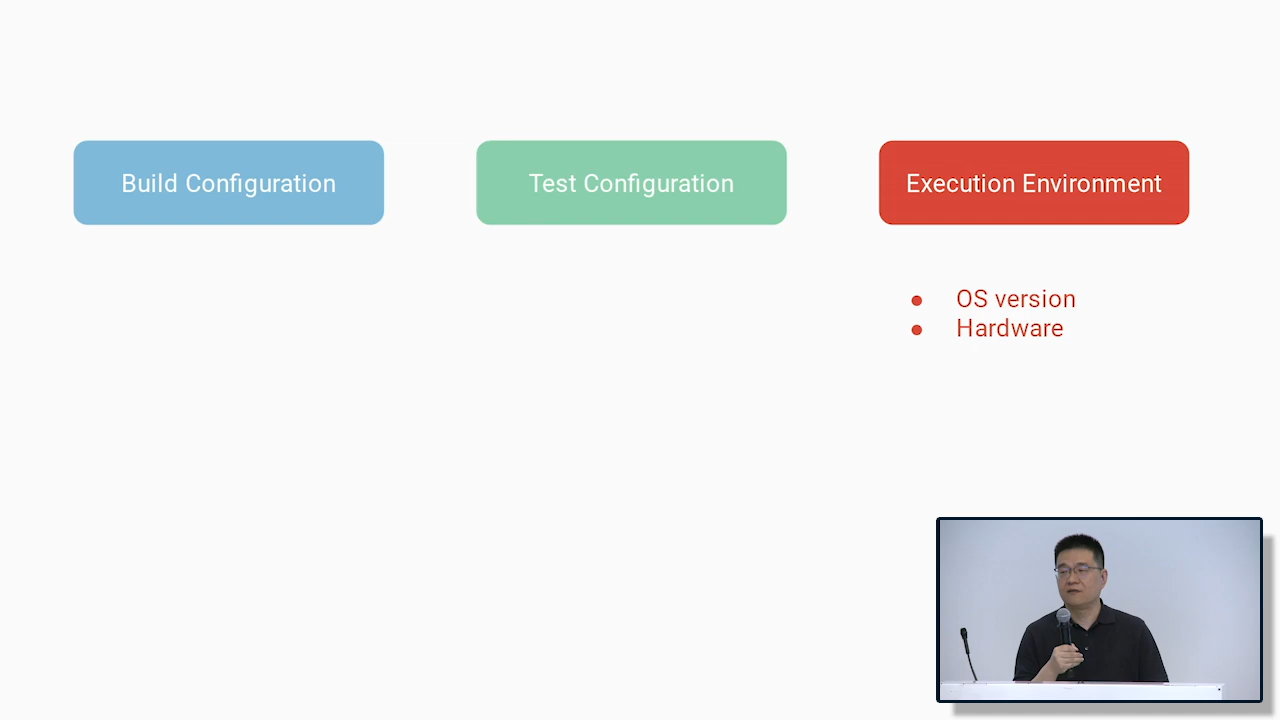 Build Configuration
Test Configuration
Execution Environment
● OS version
● Hardware